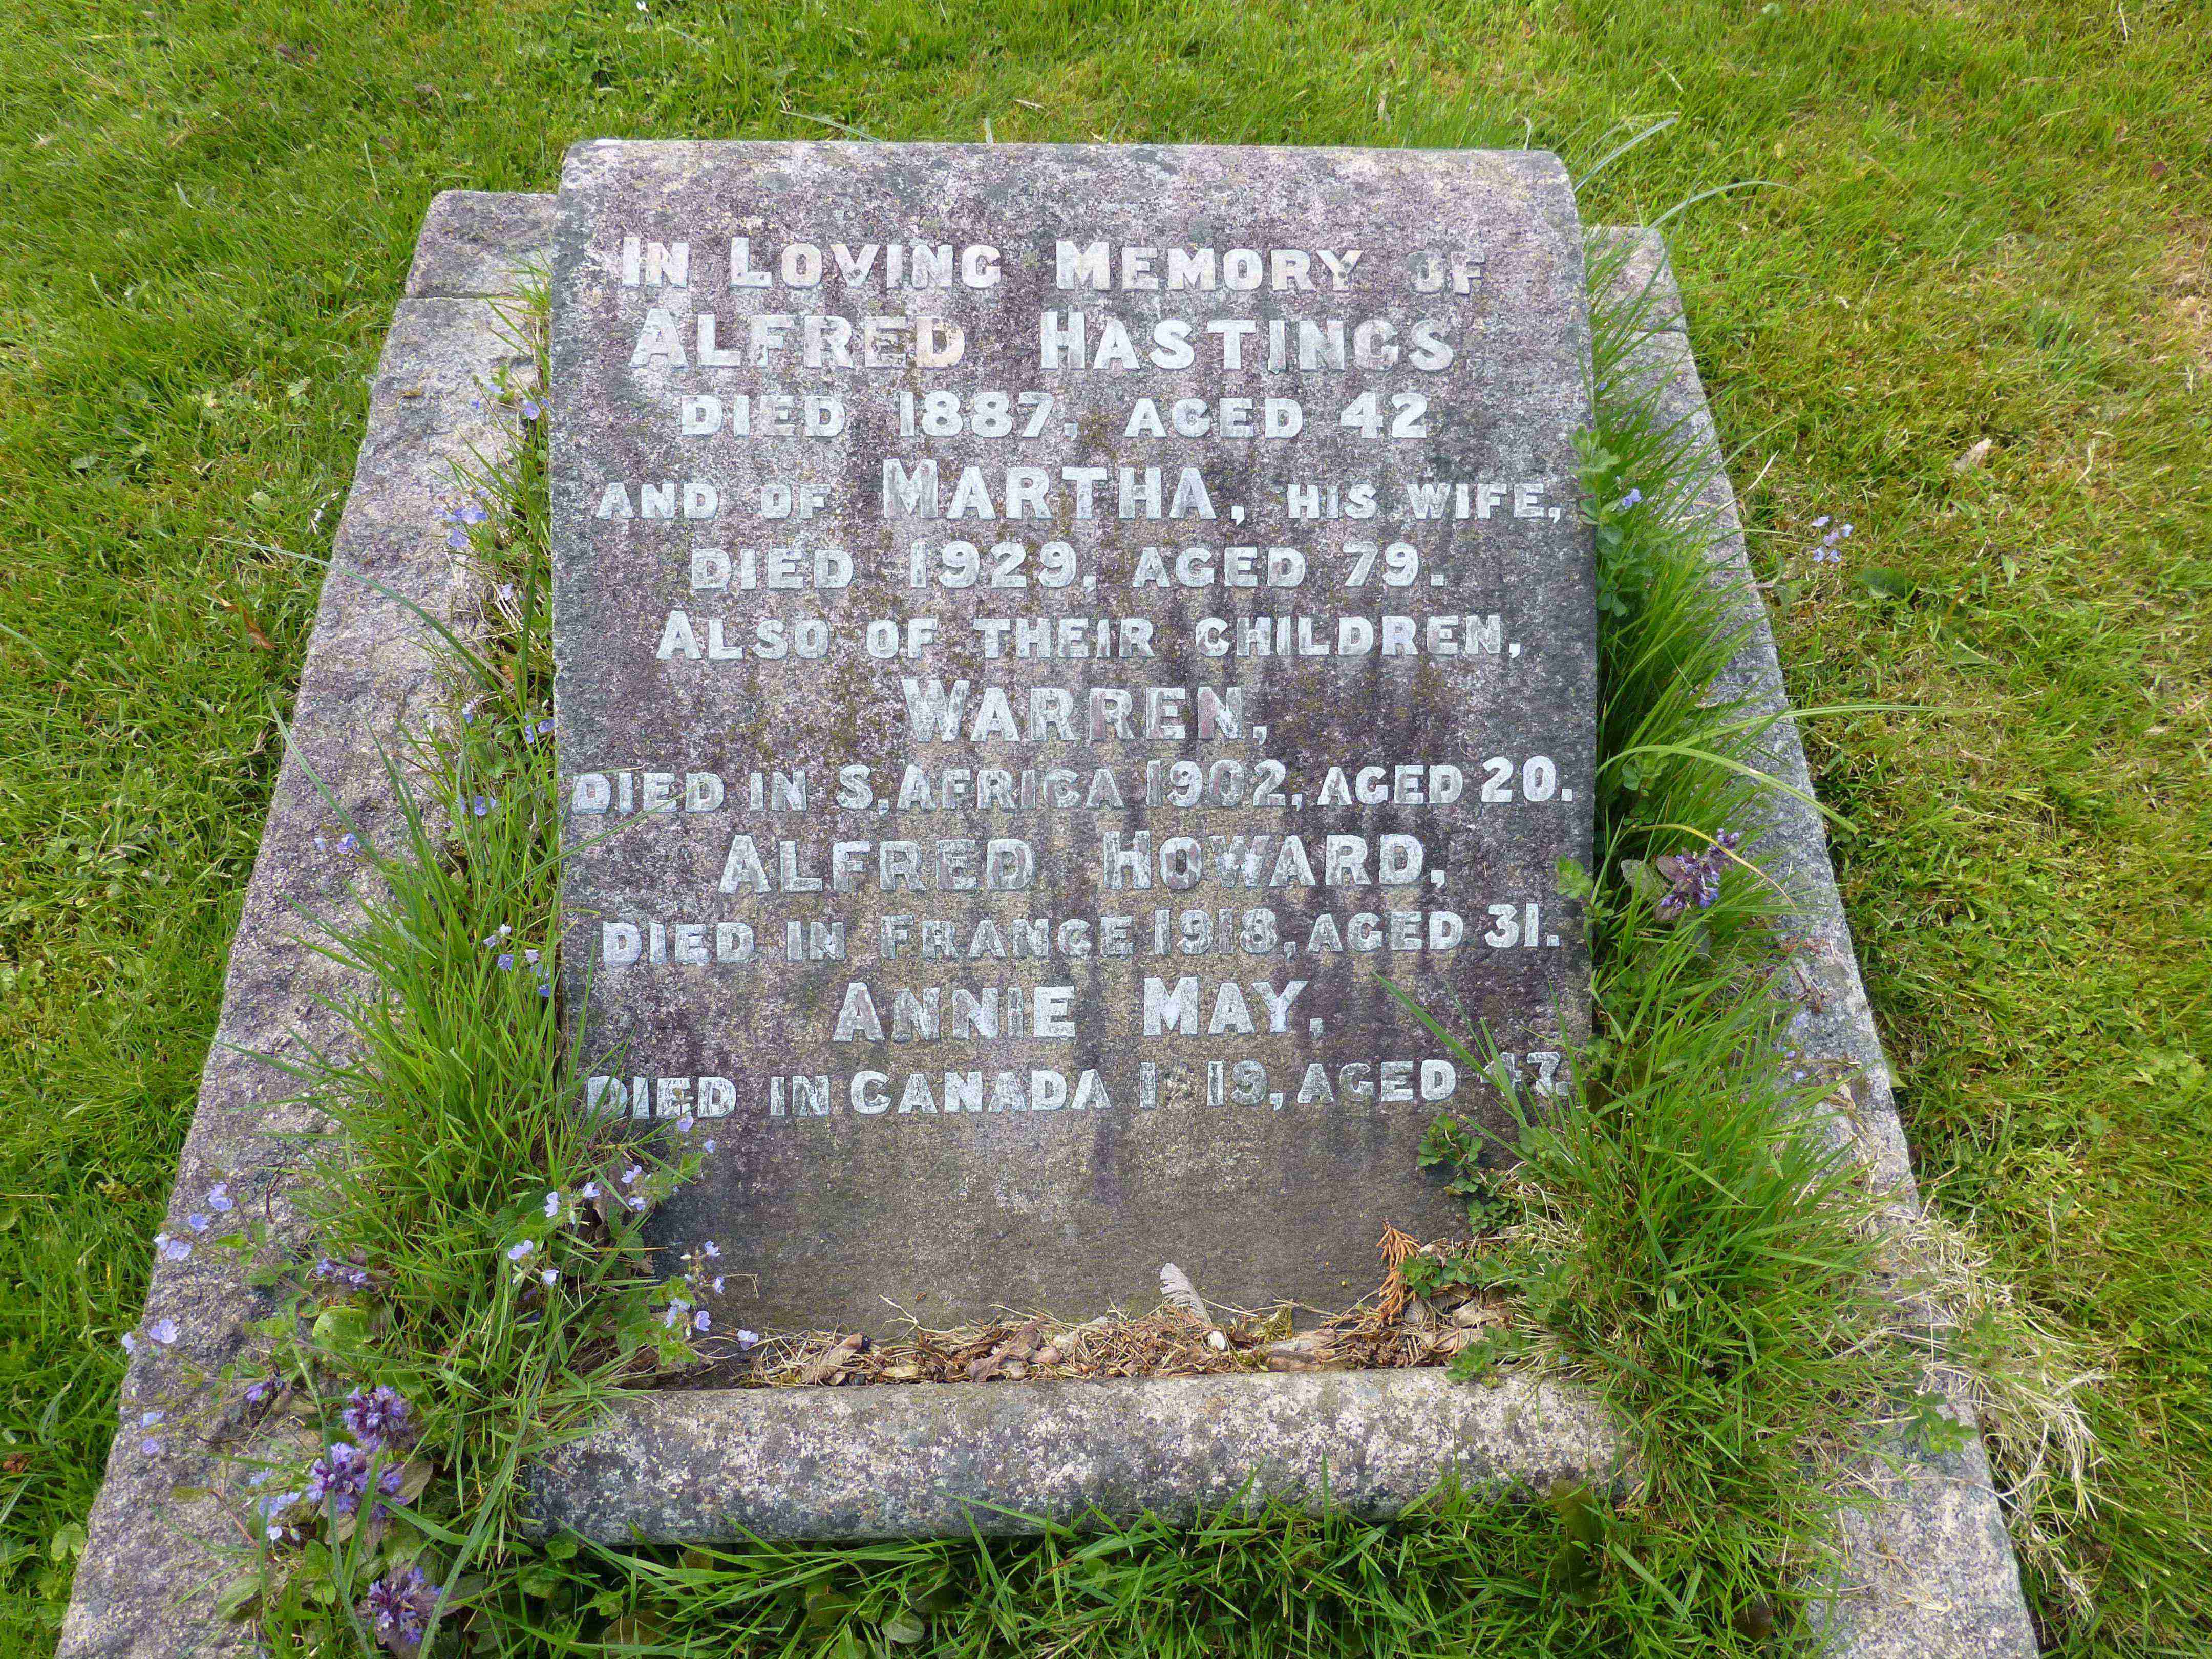 IN LOVING MEMORY OF
ALFRED HASTINGS
DIED 1887, AGED 42
AND OF MARTHA, HIS WIFE,
DIED 1929, AGED 79.
ALSO OF THEIR CHILDREN,
WARREN,
DIED IN S. AFRICA 1902, AGED 20.
ALFRED HOWARD,
DIED IN FRANCE 1918, AGED 31.
ANNIE MAY,
DIED IN CANADA 1919, AGED 47.